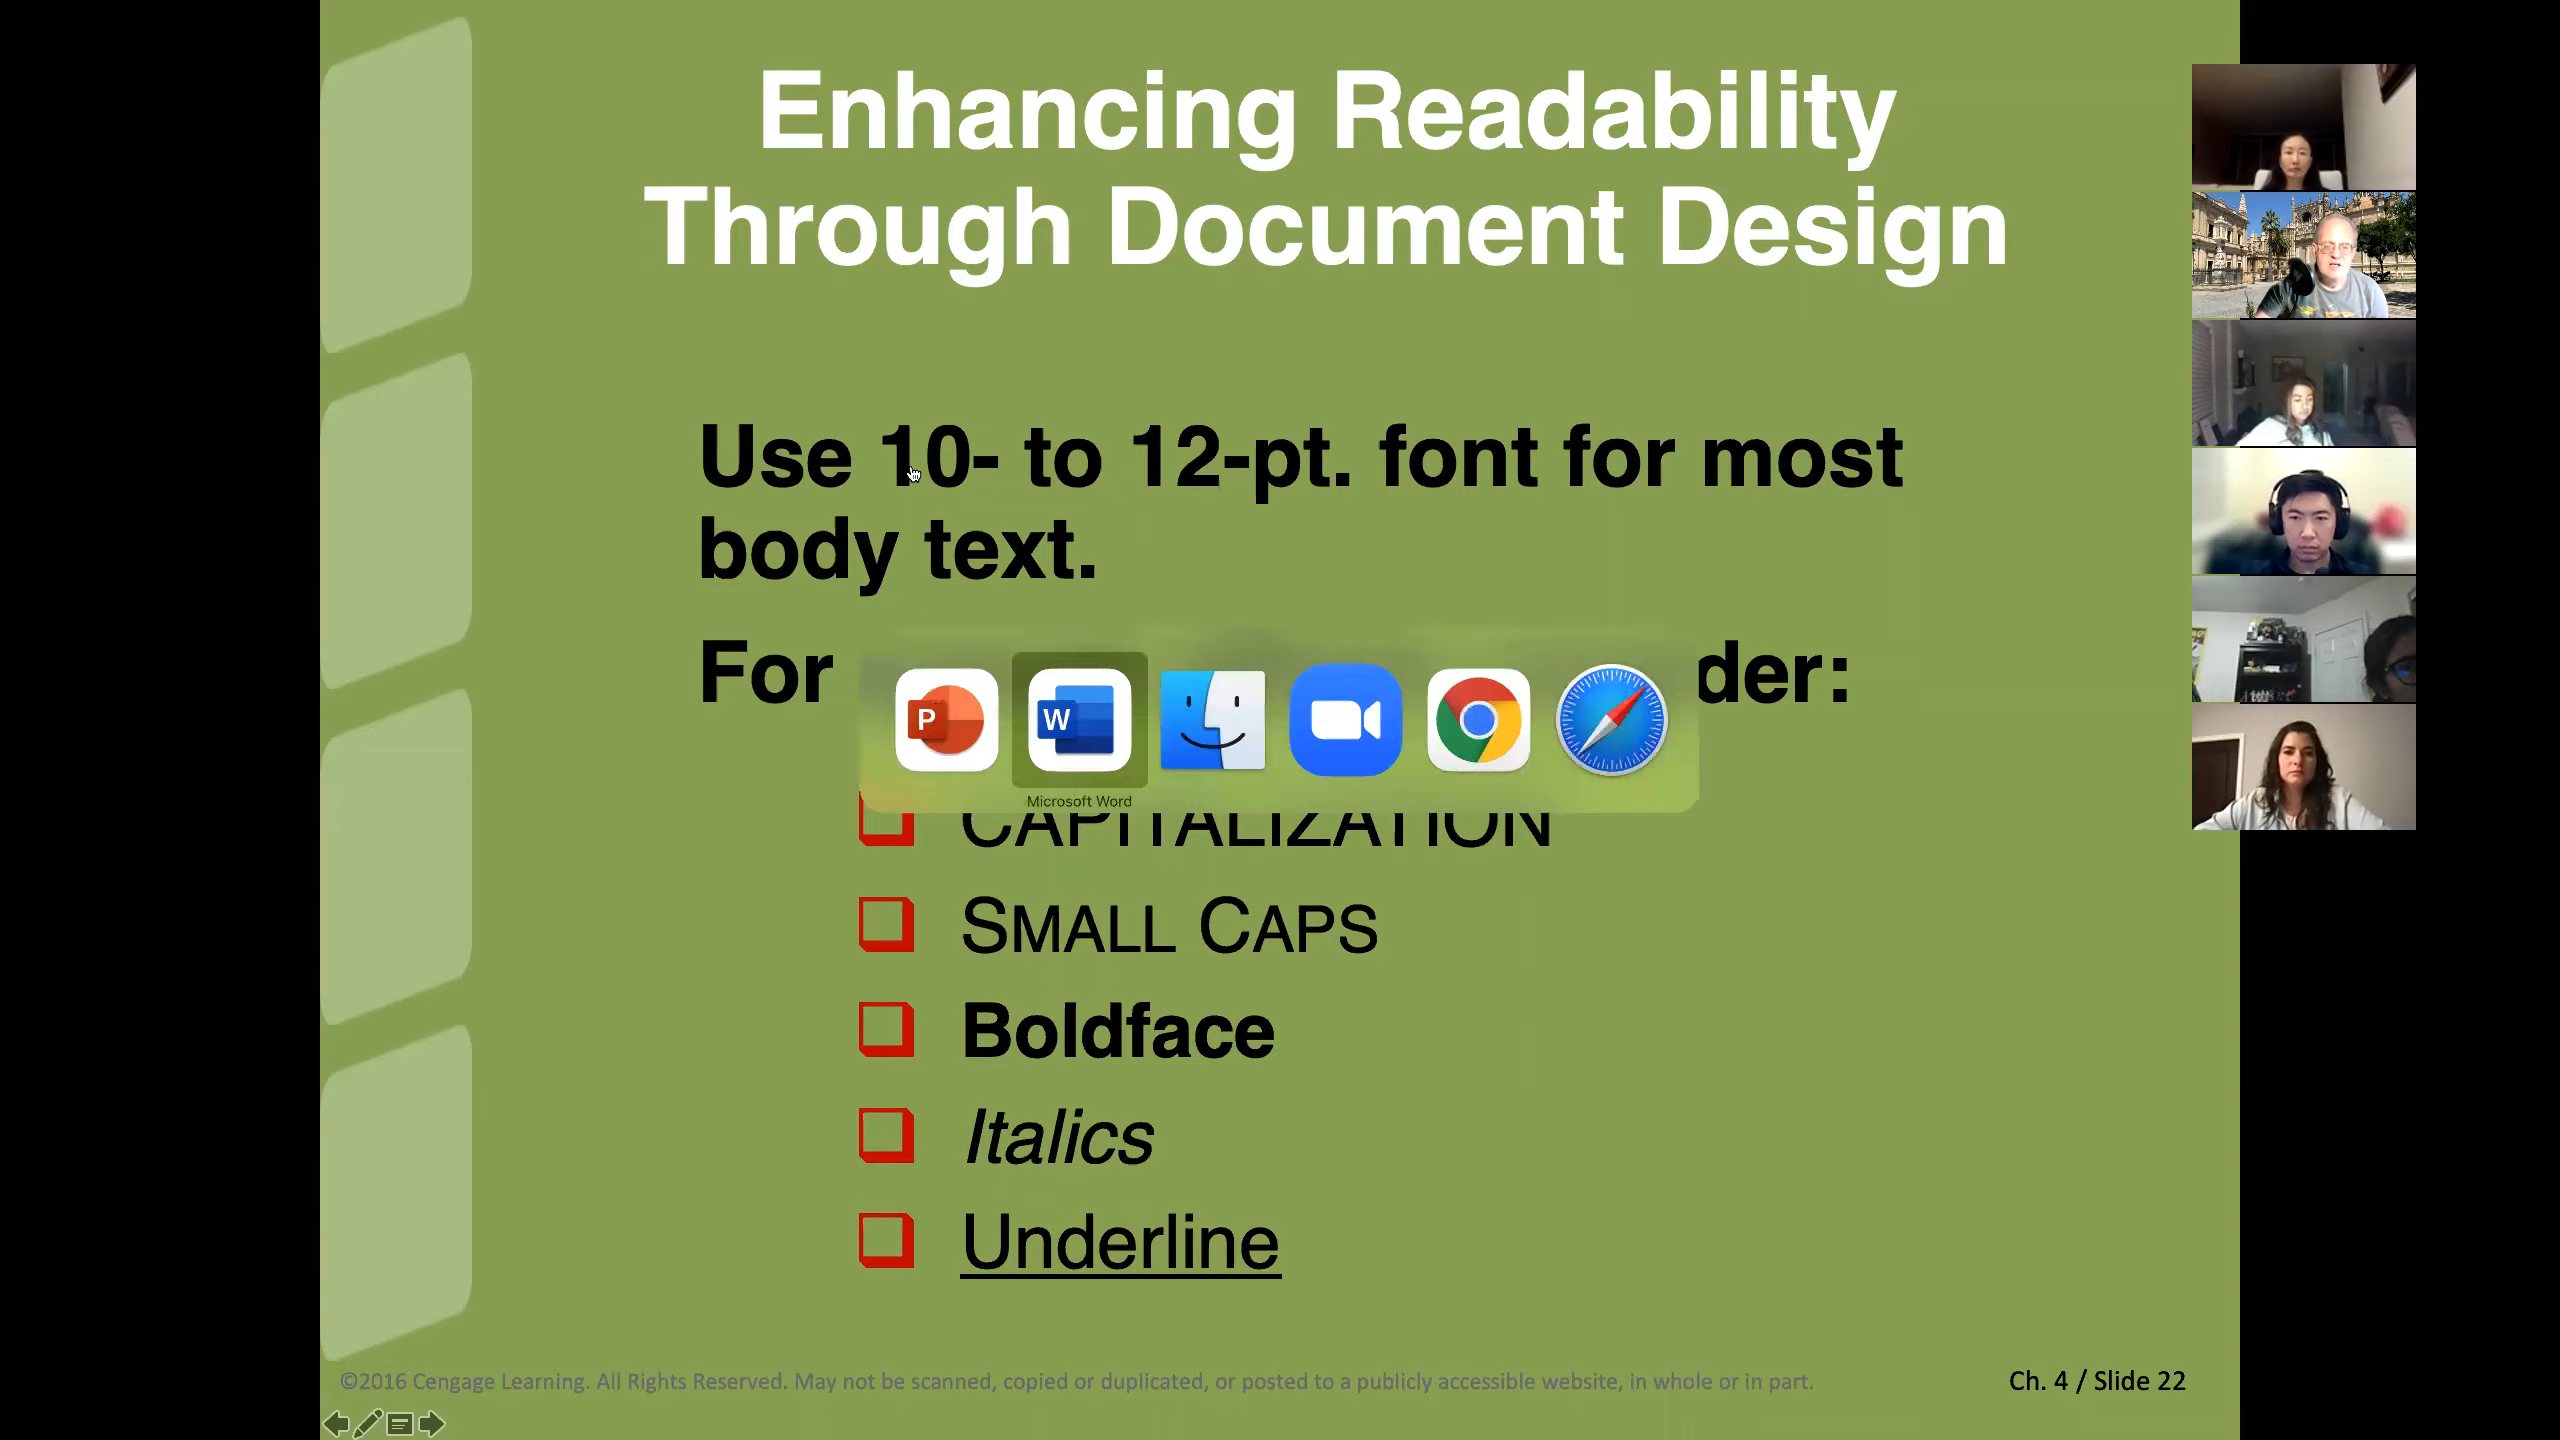 Enhancing Readability
Through Document Design
Use 10- to 12-pt. font for most
body text.
For der:
P
W
Microsoft Word
CAPITALIZATION
SMALL CAPS
Boldface
Italics
Underline
©2016 Cengage Learning. All Rights Reserved. May not be scanned, copied or duplicated, or posted to a publicly accessible website, in whole or in part.
Ch. 4 / Slide 22